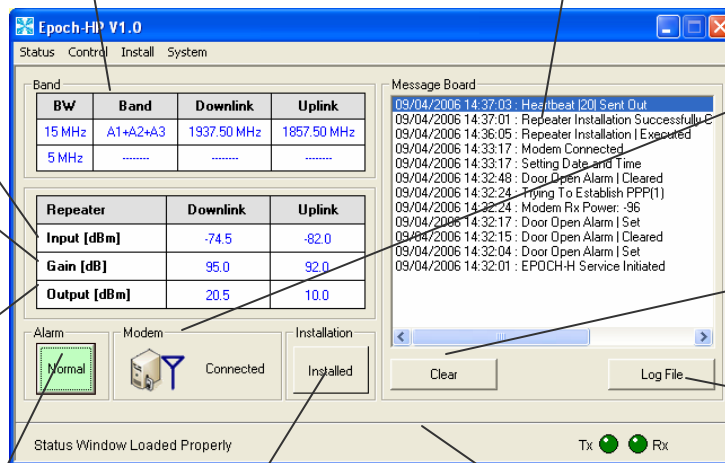 Epoch-HP V1.0
Status Control Install System
Band
BW Band Downlink Uplink
15 MHz A1+A2+A3 1937.50 MHz 1857.50 MHz
5 MHz -------- -------- --------
Repeater Downlink Uplink
Input [dBm] -74.5 -82.0
Gain [dB] 95.0 92.0
Output [dBm] 20.5 10.0
Alarm
Normal
Modem
Connected
Installation
Installed
Message Board
09/04/2006 14:37:03 : Heartbeat |20| Sent Out
09/04/2006 14:37:01 : Repeater Installation Successfully C
09/04/2006 14:36:05 : Repeater Installation | Executed
09/04/2006 14:33:17 : Modem Connected
09/04/2006 14:33:17 : Setting Date and Time
09/04/2006 14:32:48 : Door Open Alarm | Cleared
09/04/2006 14:32:24 : Trying To Establish PPP(1)
09/04/2006 14:32:24 : Modem Rx Power: -96
09/04/2006 14:32:17 : Door Open Alarm | Set
09/04/2006 14:32:15 : Door Open Alarm | Cleared
09/04/2006 14:32:04 : Door Open Alarm | Set
09/04/2006 14:32:01 : EPOCH-H Service Initiated
Clear
Log File
Status Window Loaded Properly
Tx Rx